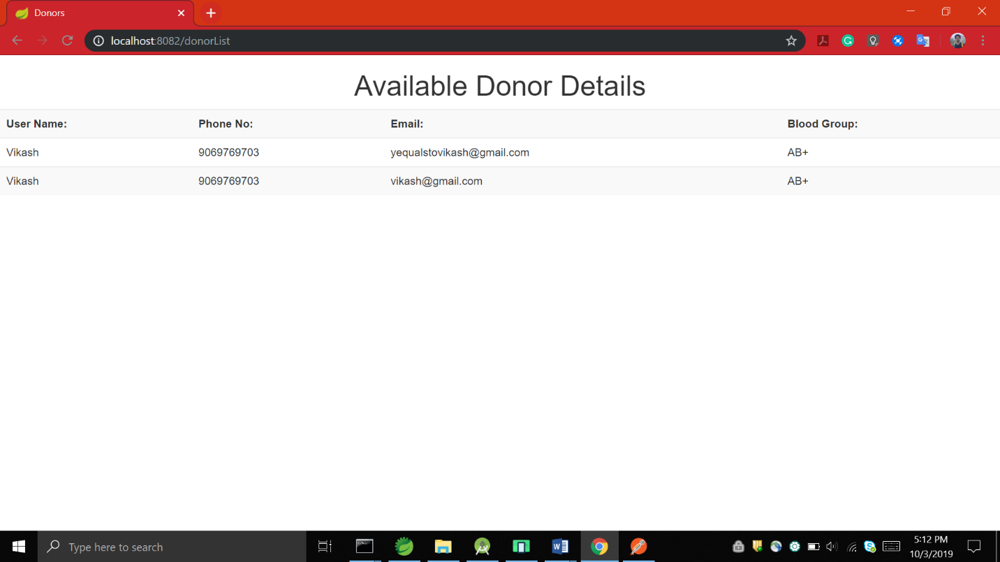 Donors
localhost:8082/donorList
Available Donor Details
User Name: Phone No: Email: Blood Group:
Vikash 9069769703 yequalstovikash@gmail.com AB+
Vikash 9069769703 vikash@gmail.com AB+
Type here to search
5:12 PM
10/3/2019